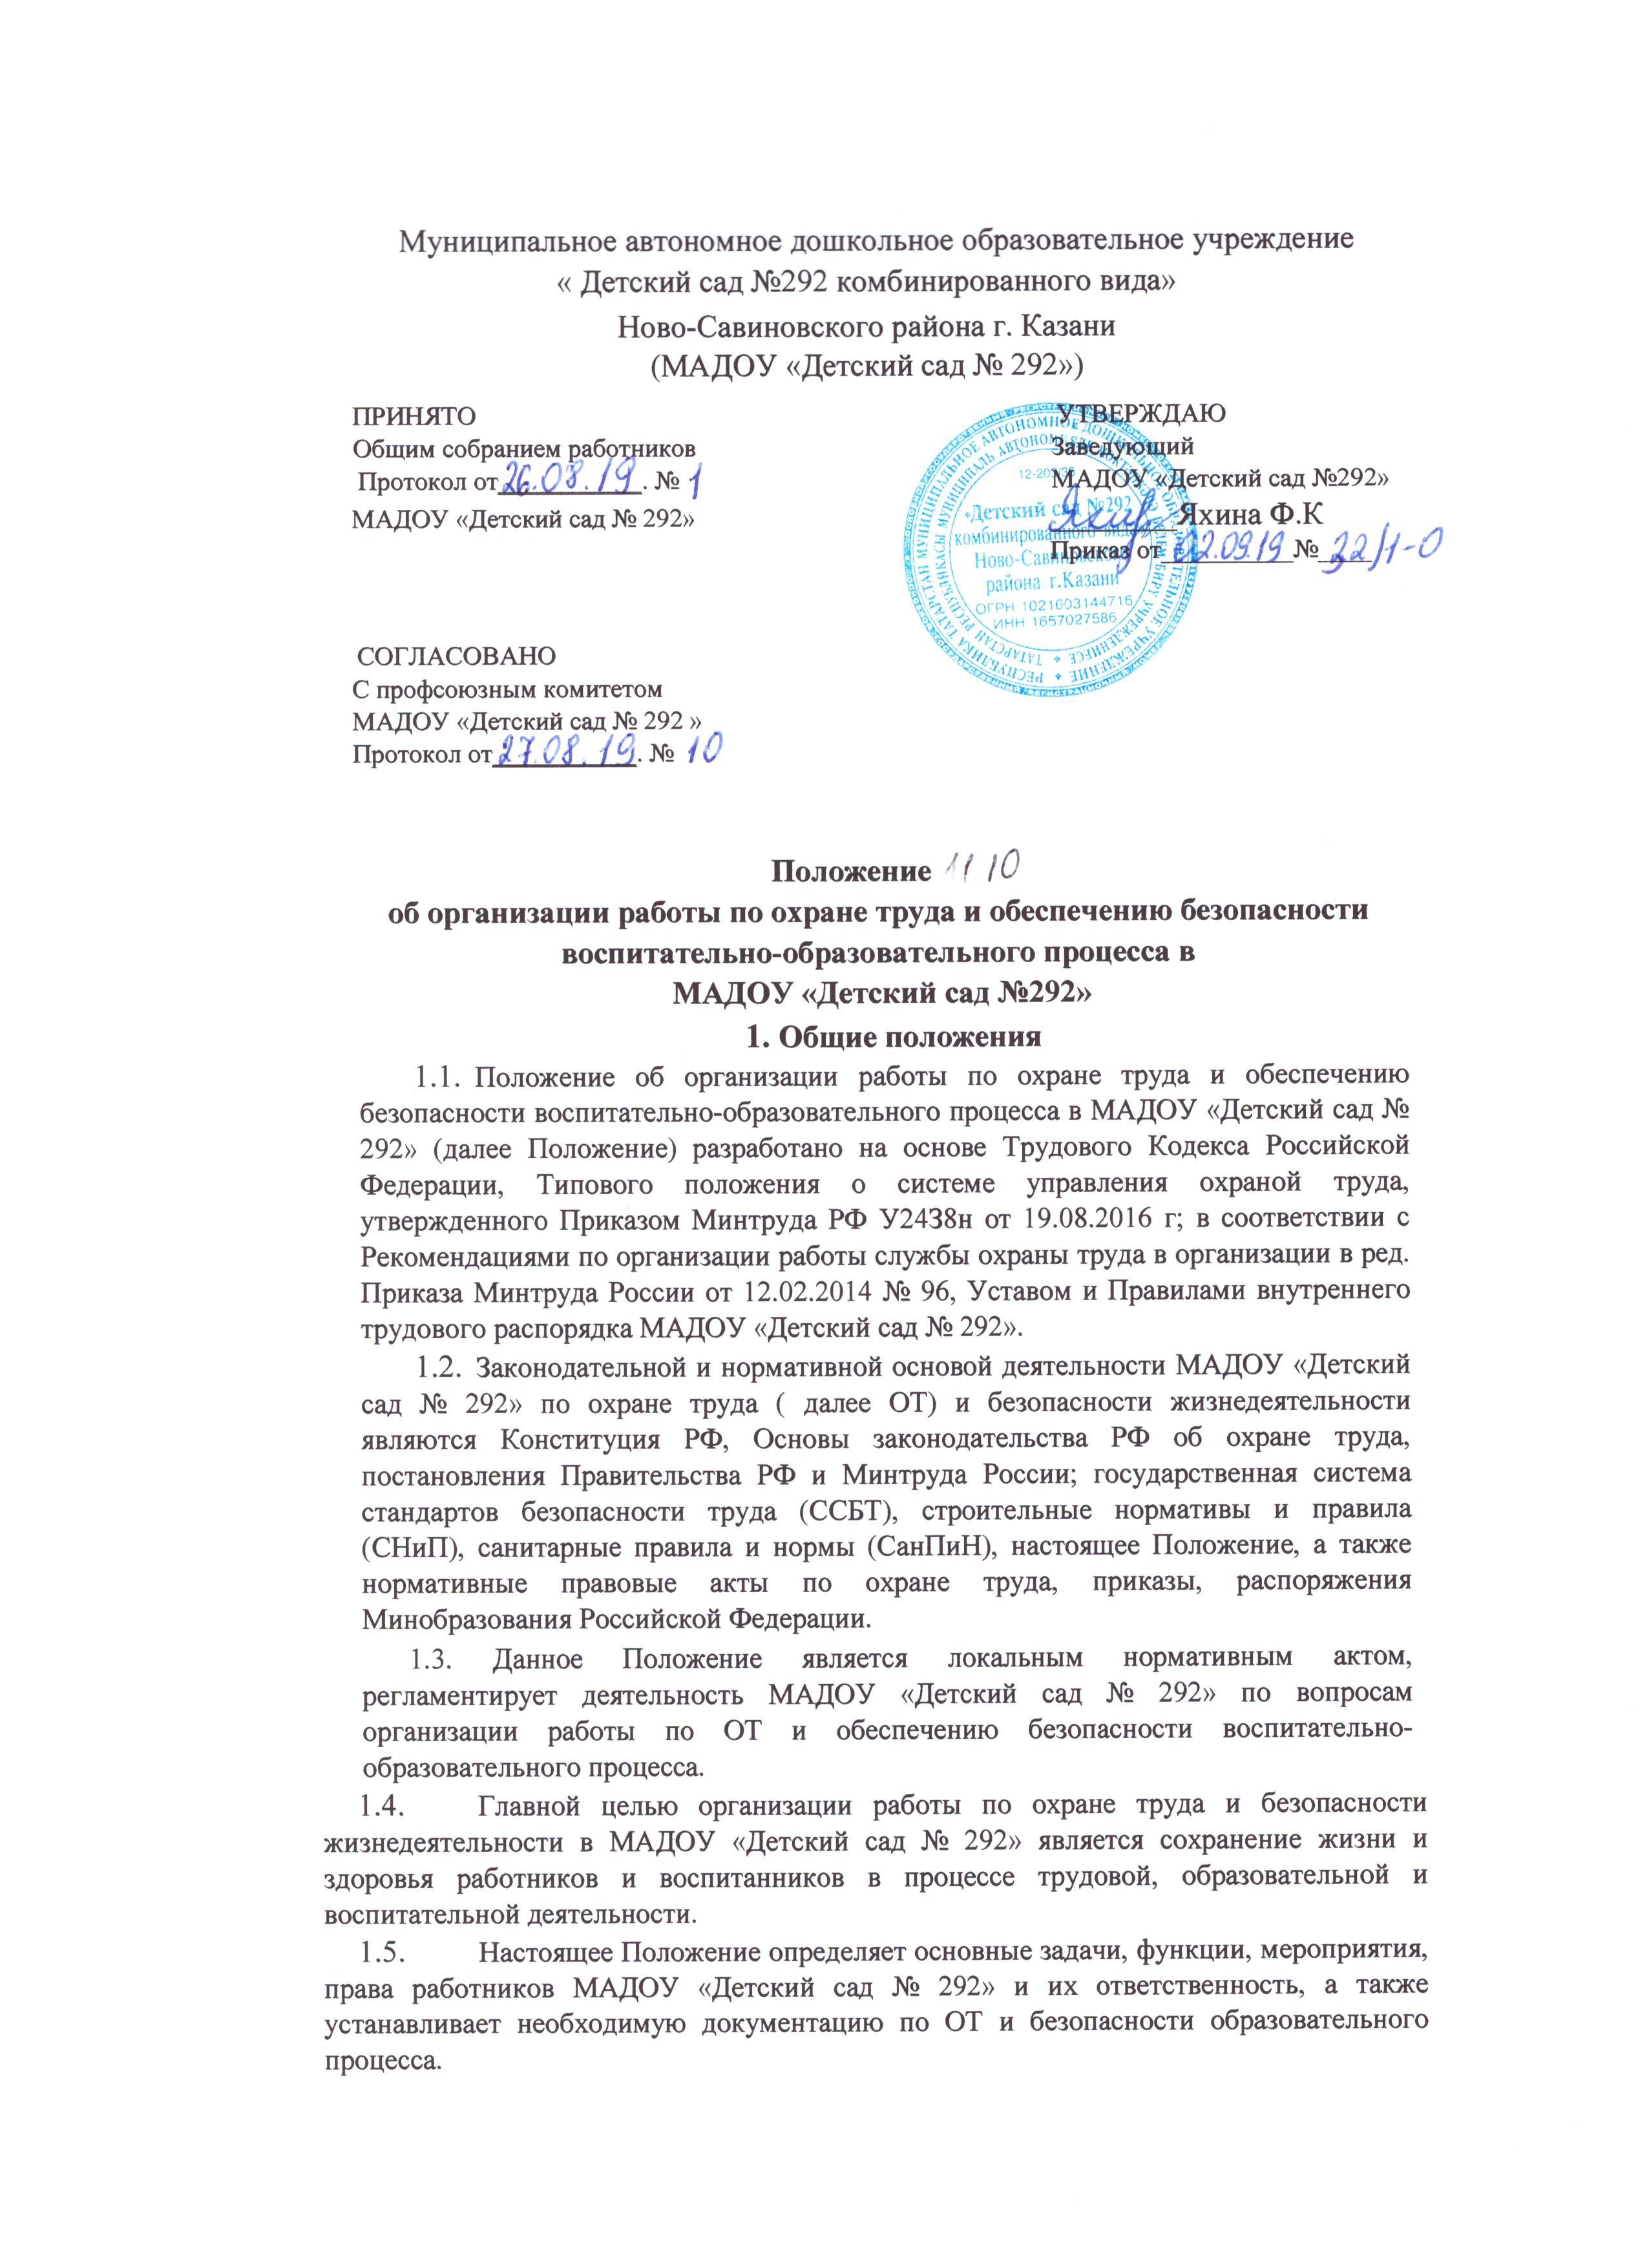 Муниципальное автономное дошкольное образовательное учреждение
« Детский сад №292 комбинированного вида»
Ново-Савиновского района г. Казани
(МАДОУ «Детский сад № 292»)
ПРИНЯТО
Общим собранием работников
Протокол от 26.08.19. № 1
МАДОУ «Детский сад № 292»
УТВЕРЖДАЮ
Заведующий
МАДОУ «Детский сад №292»
Яхина Ф.К
Приказ от 02.09.19 № 32/1-О
«Детский сад №292
комбинированного вида»
Ново-Савиновского
района г.Казани
ОГРН 1021603144716
ИНН 1657027586
СОГЛАСОВАНО
С профсоюзным комитетом
МАДОУ «Детский сад № 292 »
Протокол от 27.08.19. № 10
Положение
об организации работы по охране труда и обеспечению безопасности
воспитательно-образовательного процесса в
МАДОУ «Детский сад №292»
1. Общие положения
1.1. Положение об организации работы по охране труда и обеспечению
безопасности воспитательно-образовательного процесса в МАДОУ «Детский сад №
292» (далее Положение) разработано на основе Трудового Кодекса Российской
Федерации, Типового положения о системе управления охраной труда,
утвержденного Приказом Минтруда РФ У24З8н от 19.08.2016 г; в соответствии с
Рекомендациями по организации работы службы охраны труда в организации в ред.
Приказа Минтруда России от 12.02.2014 № 96, Уставом и Правилами внутреннего
трудового распорядка МАДОУ «Детский сад № 292».
1.2. Законодательной и нормативной основой деятельности МАДОУ «Детский
сад № 292» по охране труда ( далее ОТ) и безопасности жизнедеятельности
являются Конституция РФ, Основы законодательства РФ об охране труда,
постановления Правительства РФ и Минтруда России; государственная система
стандартов безопасности труда (ССБТ), строительные нормативы и правила
(СНиП), санитарные правила и нормы (СанПиН), настоящее Положение, а также
нормативные правовые акты по охране труда, приказы, распоряжения
Минобразования Российской Федерации.
1.3. Данное Положение является локальным нормативным актом,
регламентирует деятельность МАДОУ «Детский сад № 292» по вопросам
организации работы по ОТ и обеспечению безопасности воспитательно-
образовательного процесса.
1.4. Главной целью организации работы по охране труда и безопасности
жизнедеятельности в МАДОУ «Детский сад № 292» является сохранение жизни и
здоровья работников и воспитанников в процессе трудовой, образовательной и
воспитательной деятельности.
1.5. Настоящее Положение определяет основные задачи, функции, мероприятия,
права работников МАДОУ «Детский сад № 292» и их ответственность, а также
устанавливает необходимую документацию по ОТ и безопасности образовательного
процесса.